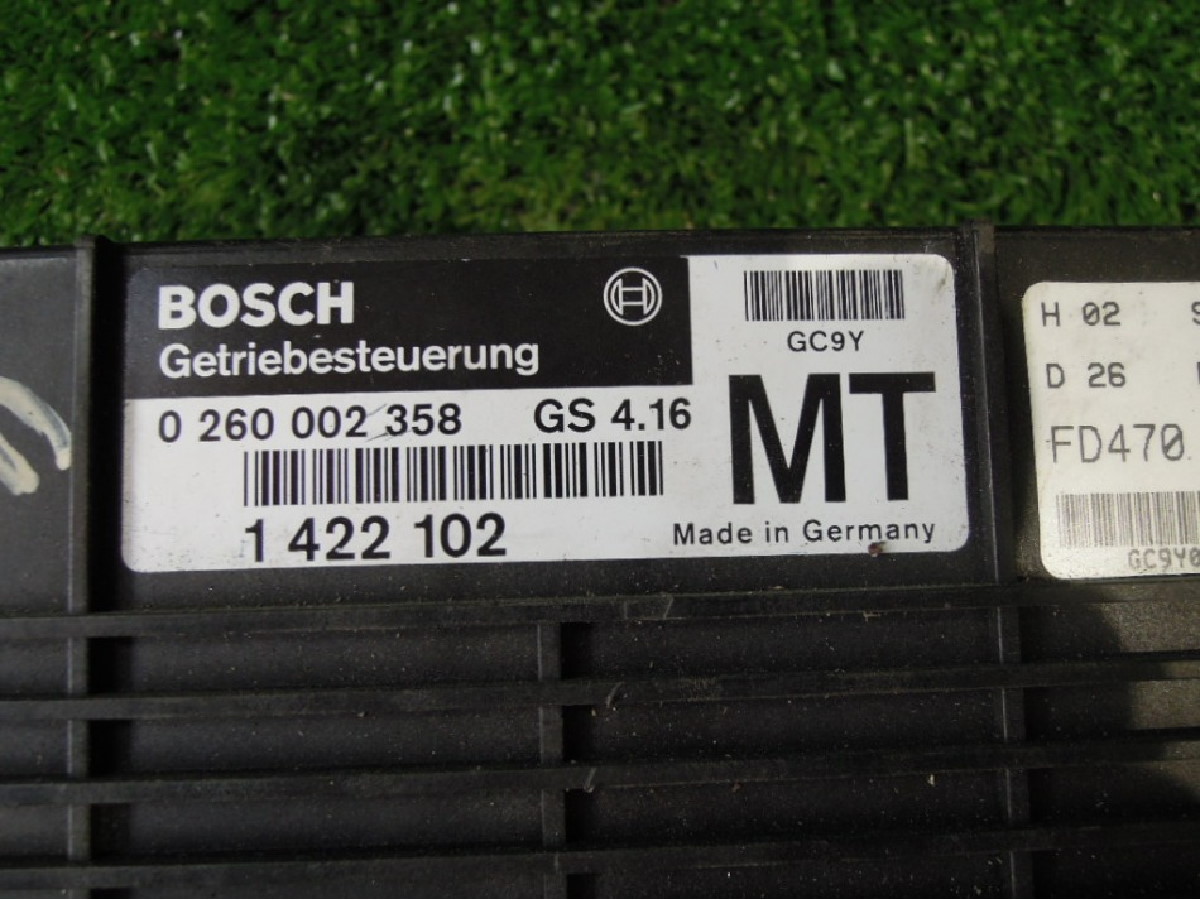 BOSCH
Getriebesteuerung
0 260 002 358 GS 4.16
1 422 102
GC9Y
MT
Made in Germany
H 02
D 26
FD470
GC9Y0